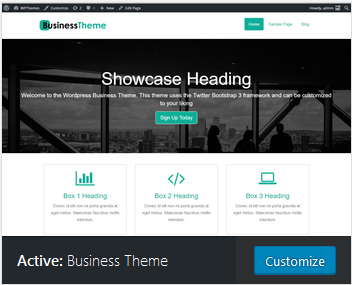 WPThemes Customize 2 0 New Edit Page Howdy, admin
BusinessTheme
Home Sample Page Blog
Showcase Heading
Welcome to the Wordpress Business Theme. This theme uses the Twitter Bootstrap 3 framework and can be customized
to your liking
Sign Up Today
Box 1 Heading Box 2 Heading Box 3 Heading
Donec id elit non mi porta gravida at Donec id elit non mi porta gravida at Donec id elit non mi porta gravida at
eget metus. Maecenas faucibus mollis eget metus. Maecenas faucibus mollis eget metus. Maecenas faucibus mollis
interdum. interdum. interdum.
Active: Business Theme Customize